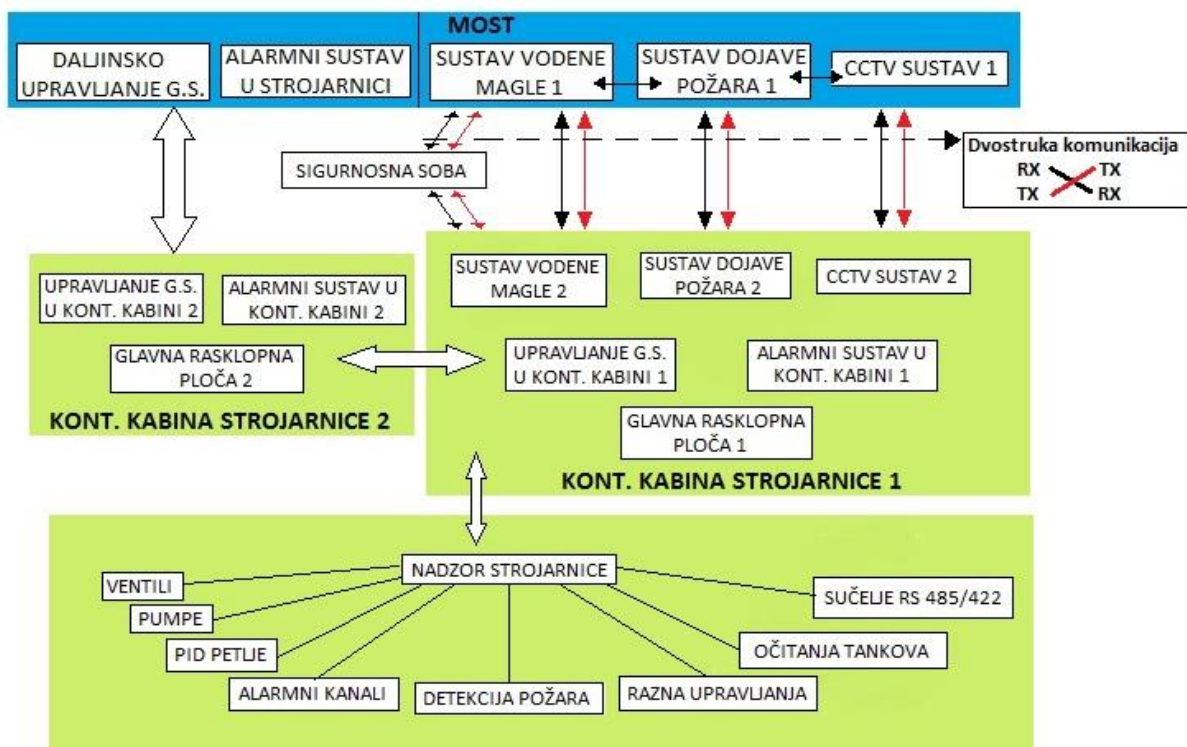 MOST
DALJINSKO
UPRAVLJANJE G.S.
ALARMNI SUSTAV
U STROJARNICI
SUSTAV VODENE
MAGLE 1
SUSTAV DOJAVE
POŽARA 1
CCTV SUSTAV 1
SIGURNOSNA SOBA
Dvostruka komunikacija
RX TX
TX RX
UPRAVLJANJE G.S.
U KONT. KABINI 2
ALARMNI SUSTAV U
KONT. KABINI 2
GLAVNA RASKLOPNA
PLOČA 2
KONT. KABINA STROJARNICE 2
SUSTAV VODENE
MAGLE 2
SUSTAV DOJAVE
POŽARA 2
CCTV SUSTAV 2
UPRAVLJANJE G.S.
U KONT. KABINI 1
ALARMNI SUSTAV U
KONT. KABINI 1
GLAVNA RASKLOPNA
PLOČA 1
KONT. KABINA STROJARNICE 1
NADZOR STROJARNICE
VENTILI
PUMPE
PID PETLJE
ALARMNI KANALI
DETEKCIJA POŽARA
RAZNA UPRAVLJANJA
OČITANJA TANKOVA
SUČELJE RS 485/422